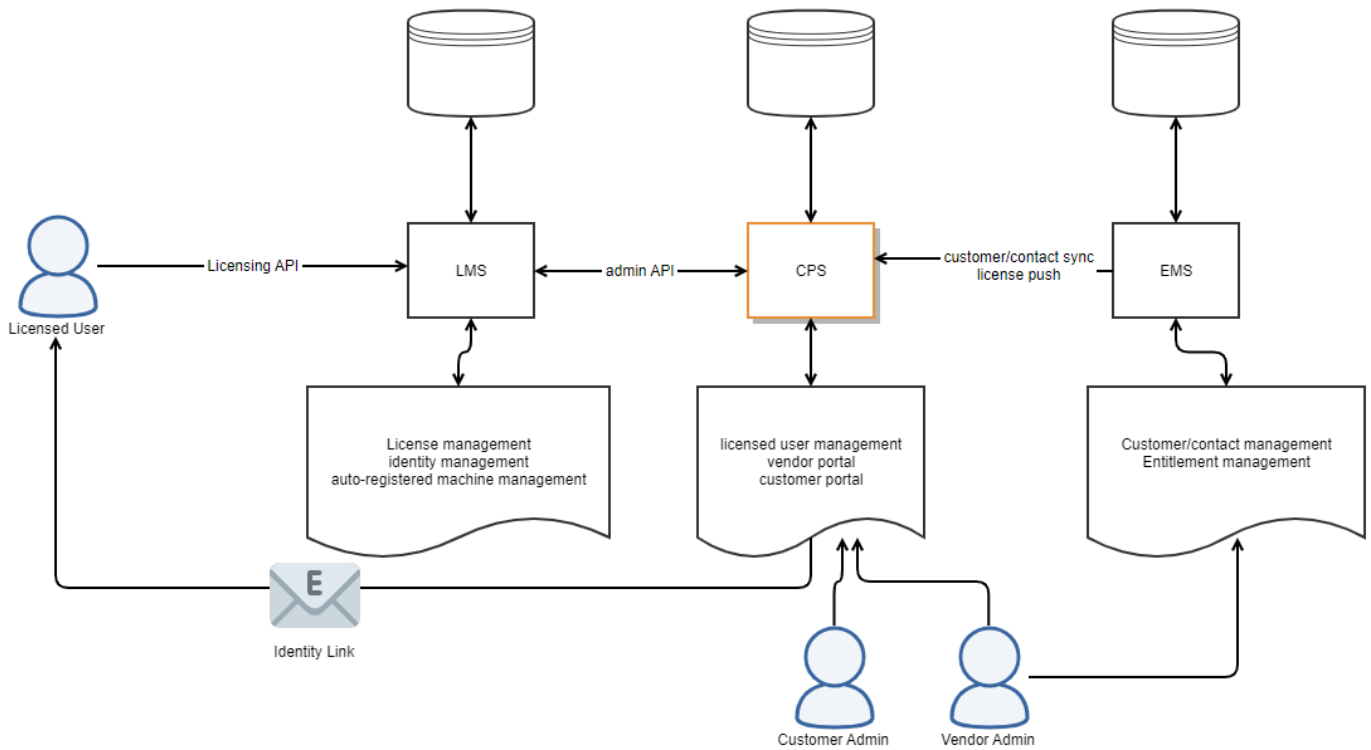 Licensing API
LMS
admin API
CPS
customer/contact sync
license push
EMS
Licensed User
License management
identity management
auto-registered machine management
licensed user management
vendor portal
customer portal
Customer/contact management
Entitlement management
E
Identity Link
Customer Admin
Vendor Admin